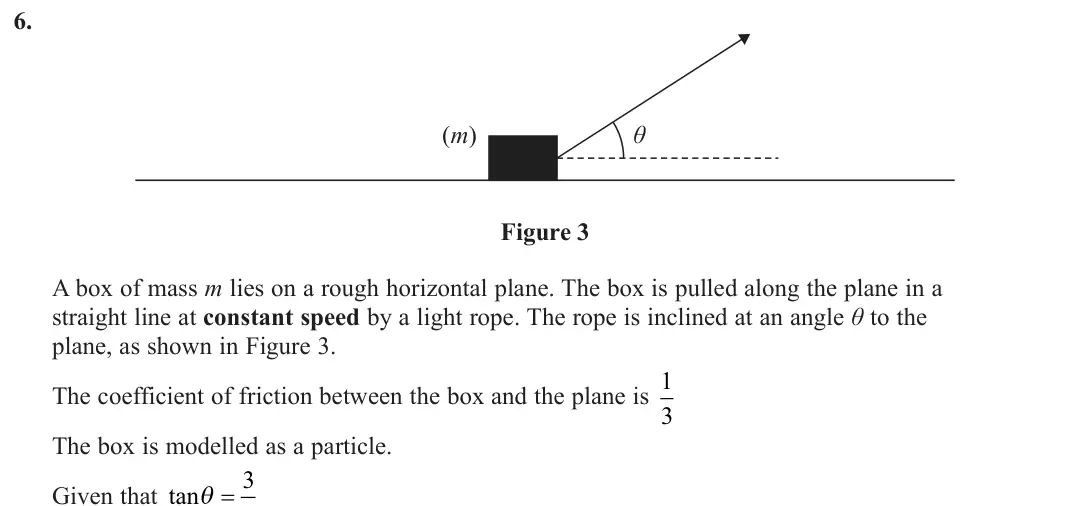 6.
(m)
θ
Figure 3
A box of mass m lies on a rough horizontal plane. The box is pulled along the plane in a
straight line at constant speed by a light rope. The rope is inclined at an angle θ to the
plane, as shown in Figure 3.
The coefficient of friction between the box and the plane is 1/3
The box is modelled as a particle.
Given that tanθ = 3